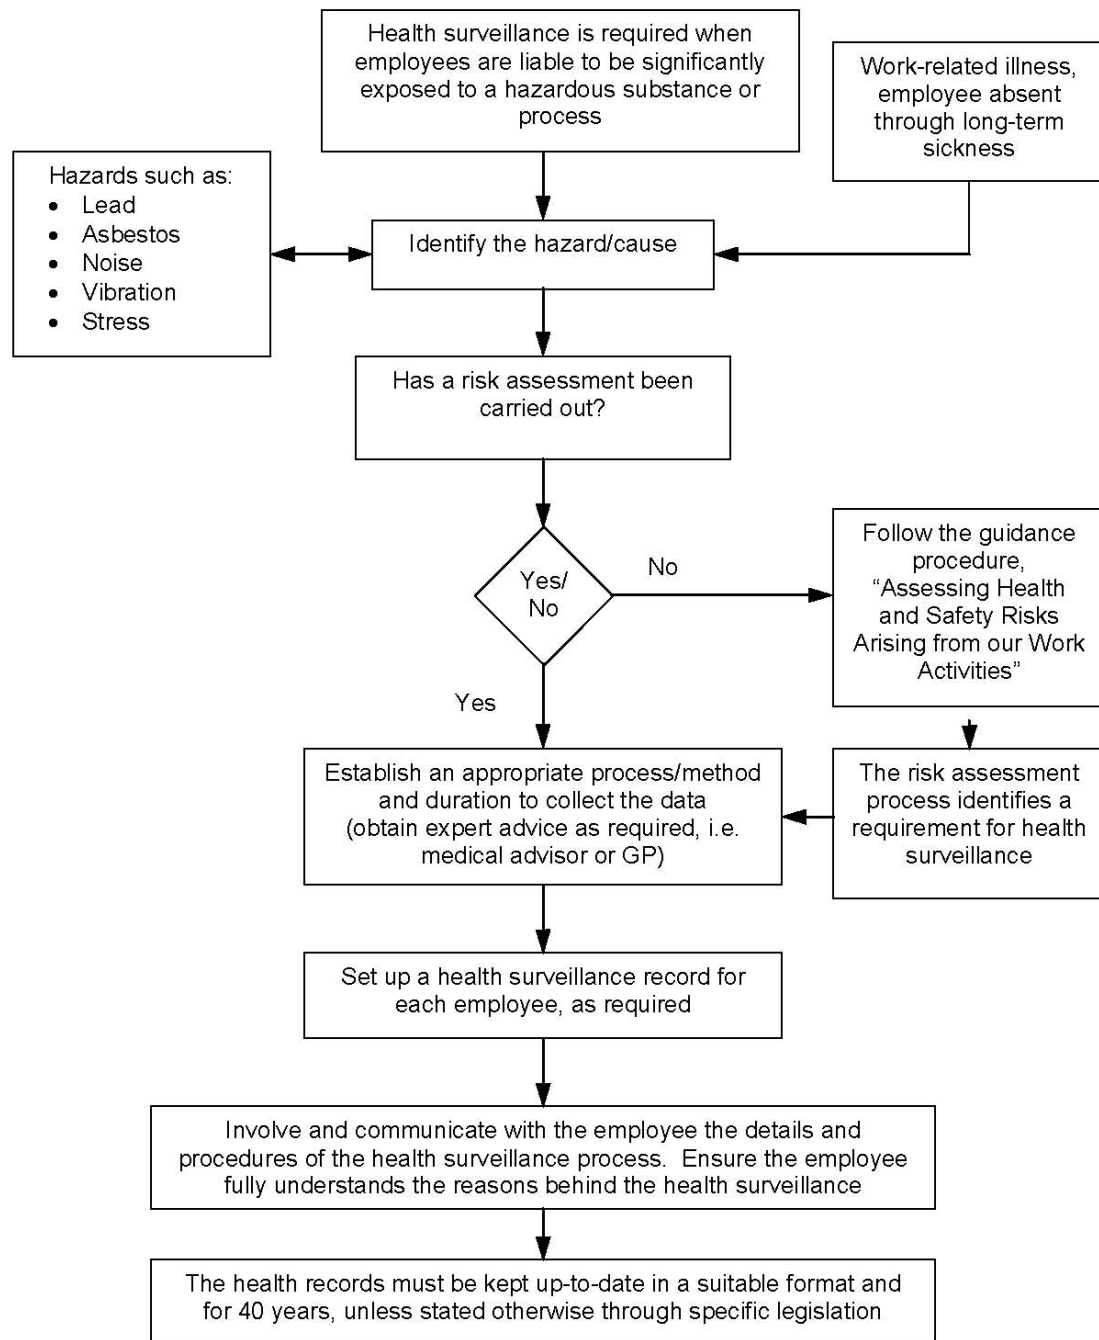 Health surveillance is required when
employees are liable to be significantly
exposed to a hazardous substance or
process
Work-related illness,
employee absent
through long-term
sickness
Hazards such as:
• Lead
• Asbestos
• Noise
• Vibration
• Stress
Identify the hazard/cause
Has a risk assessment been
carried out?
Yes/
No
No
Follow the guidance
procedure,
“Assessing Health
and Safety Risks
Arising from our Work
Activities”
Yes
Establish an appropriate process/method
and duration to collect the data
(obtain expert advice as required, i.e.
medical advisor or GP)
The risk assessment
process identifies a
requirement for health
surveillance
Set up a health surveillance record for
each employee, as required
Involve and communicate with the employee the details and
procedures of the health surveillance process.  Ensure the employee
fully understands the reasons behind the health surveillance
The health records must be kept up-to-date in a suitable format and
for 40 years, unless stated otherwise through specific legislation